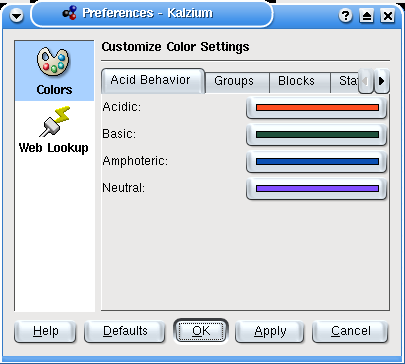 Preferences - Kalzium
Customize Color Settings
Colors
Web Lookup
Acid Behavior Groups Blocks
Acidic:
Basic:
Amphoteric:
Neutral:
Help Defaults OK Apply Cancel